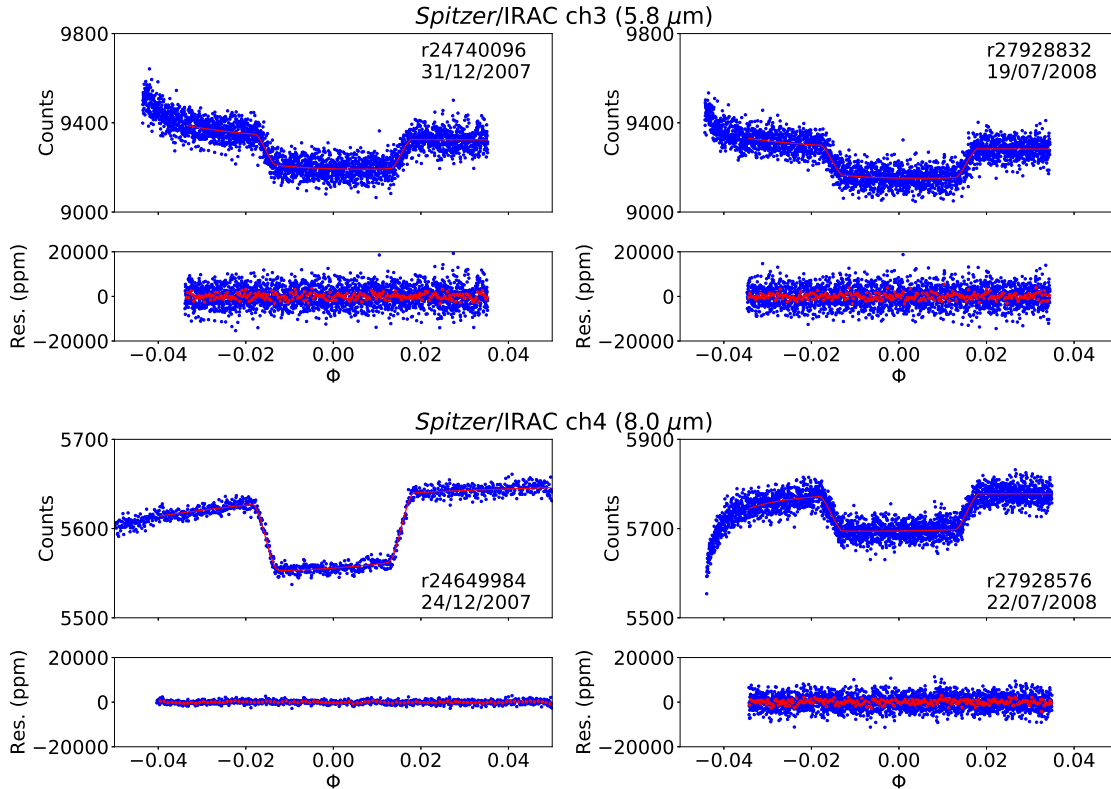 Spitzer/IRAC ch3 (5.8 μm)
9800
9400
9000
Counts
r24740096
31/12/2007
9800
9400
9000
Counts
r27928832
19/07/2008
20000
0
−20000
Res. (ppm)
−0.04 −0.02 0.00 0.02 0.04
Φ
20000
0
−20000
Res. (ppm)
−0.04 −0.02 0.00 0.02 0.04
Φ
Spitzer/IRAC ch4 (8.0 μm)
5700
5600
5500
Counts
r24649984
24/12/2007
5900
5700
5500
Counts
r27928576
22/07/2008
20000
0
−20000
Res. (ppm)
−0.04 −0.02 0.00 0.02 0.04
Φ
20000
0
−20000
Res. (ppm)
−0.04 −0.02 0.00 0.02 0.04
Φ